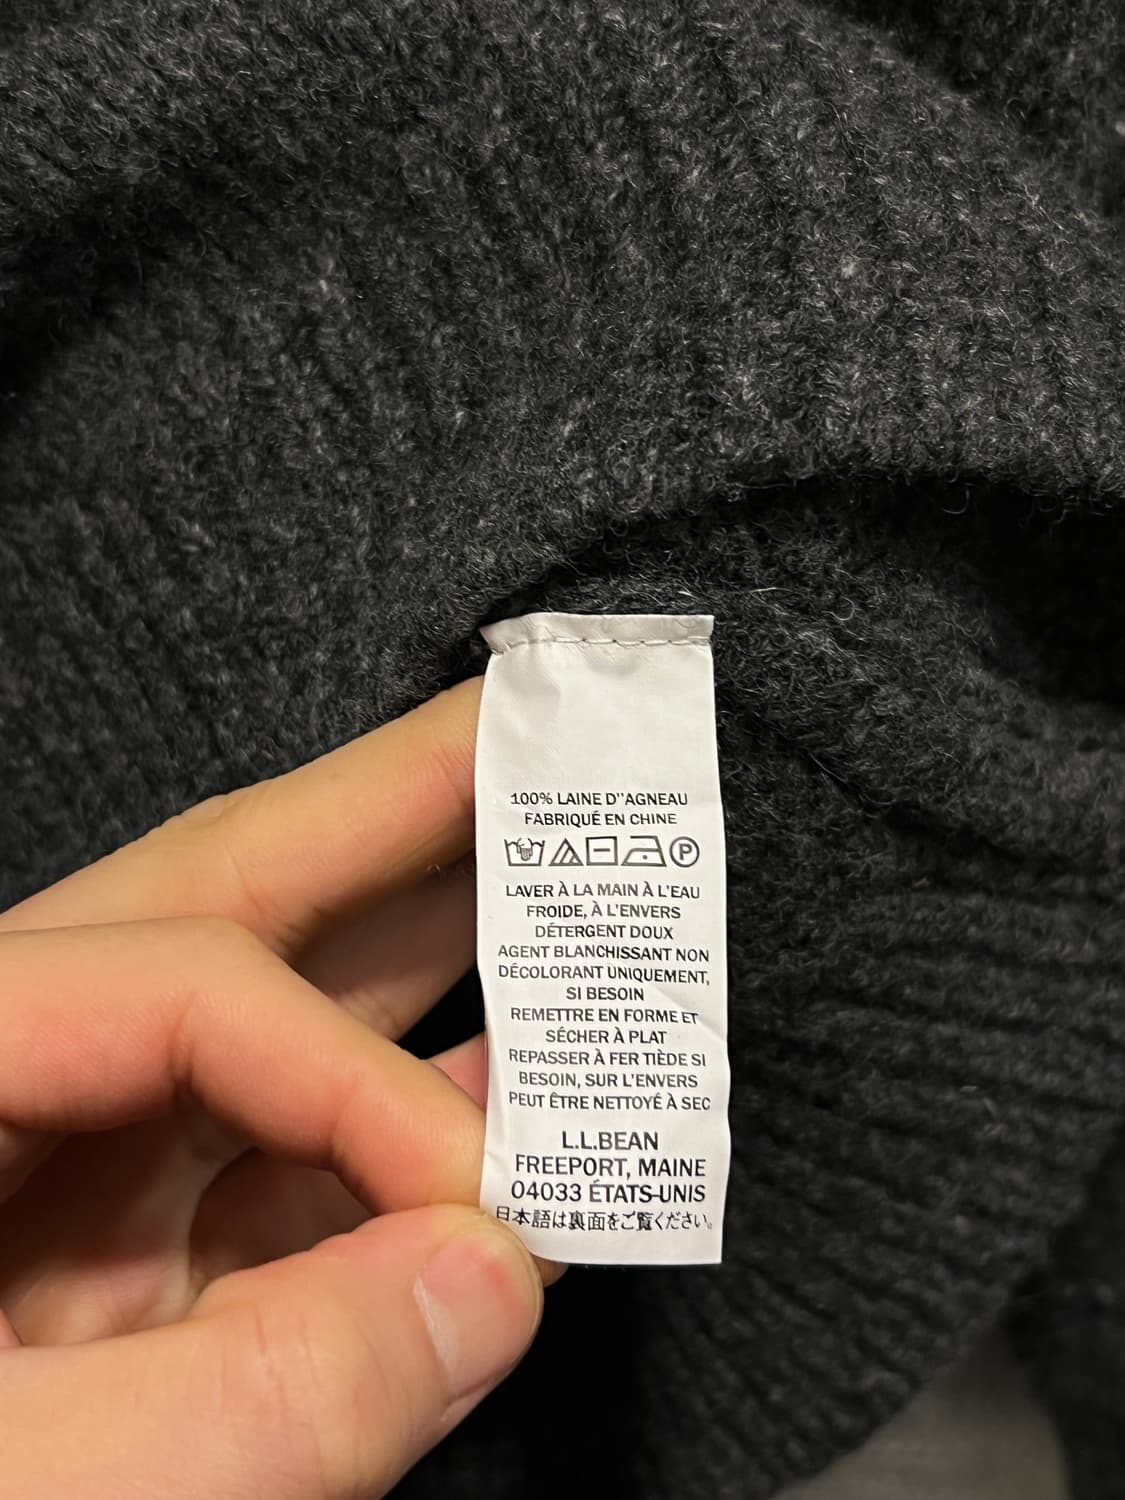 100% LAINE D''AGNEAU
FABRIQUÉ EN CHINE
P
LAVER À LA MAIN À L'EAU
FROIDE, À L'ENVERS
DÉTERGENT DOUX
AGENT BLANCHISSANT NON
DÉCOLORANT UNIQUEMENT,
SI BESOIN
REMETTRE EN FORME ET
SÉCHER À PLAT
REPASSER À FER TIÈDE SI
BESOIN, SUR L'ENVERS
PEUT ÊTRE NETTOYÉ À SEC
L.L.BEAN
FREEPORT, MAINE
04033 ÉTATS-UNIS
日本語は裏面をご覧ください。